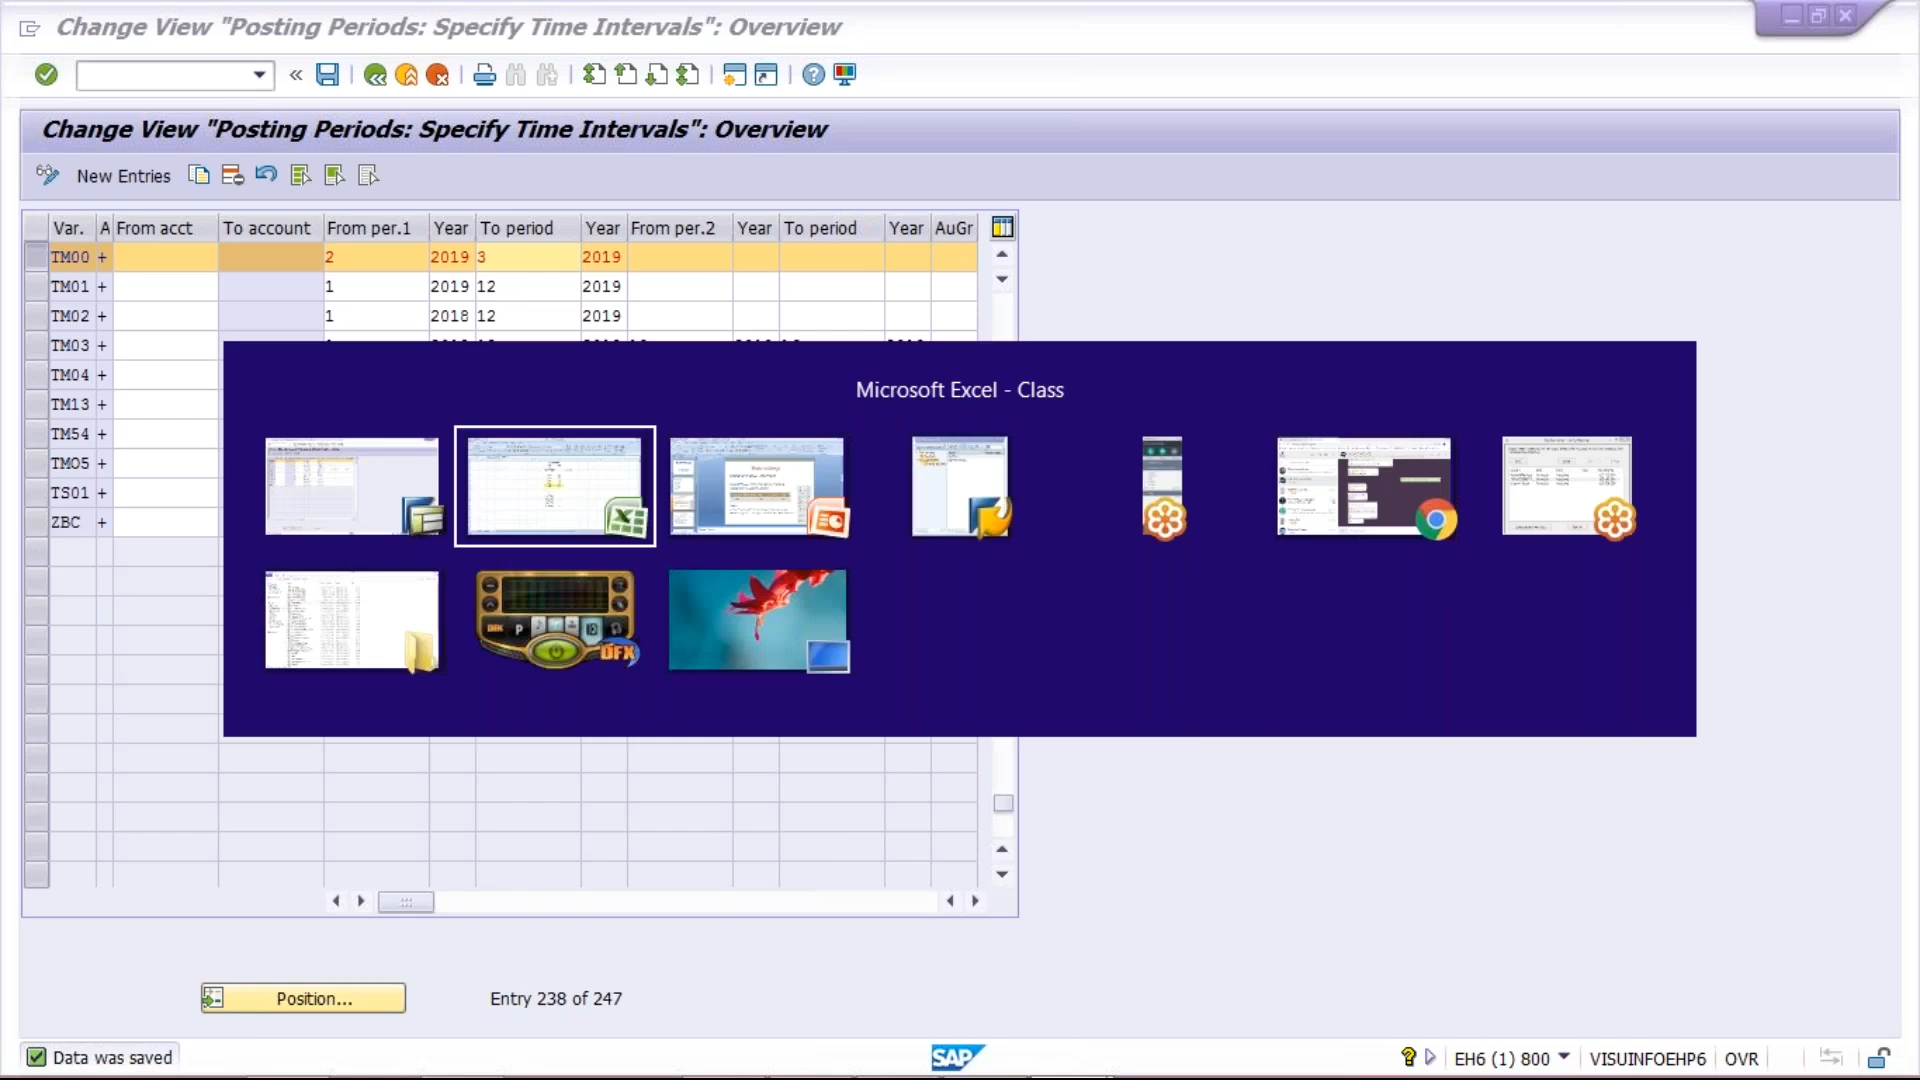 Change View "Posting Periods: Specify Time Intervals": Overview
Change View "Posting Periods: Specify Time Intervals": Overview
New Entries
Var. A From acct To account From per.1 Year To period Year From per.2 Year To period Year AuGr
TM00 + 2 2019 3 2019
TM01 + 1 2019 12 2019
TM02 + 1 2018 12 2019
TM03 +
TM04 +
TM13 +
TM54 +
TMO5 +
TS01 +
ZBC +
Microsoft Excel - Class
DFX
Position...
Entry 238 of 247
Data was saved
SAP
EH6 (1) 800
VISUINFOEHP6
OVR